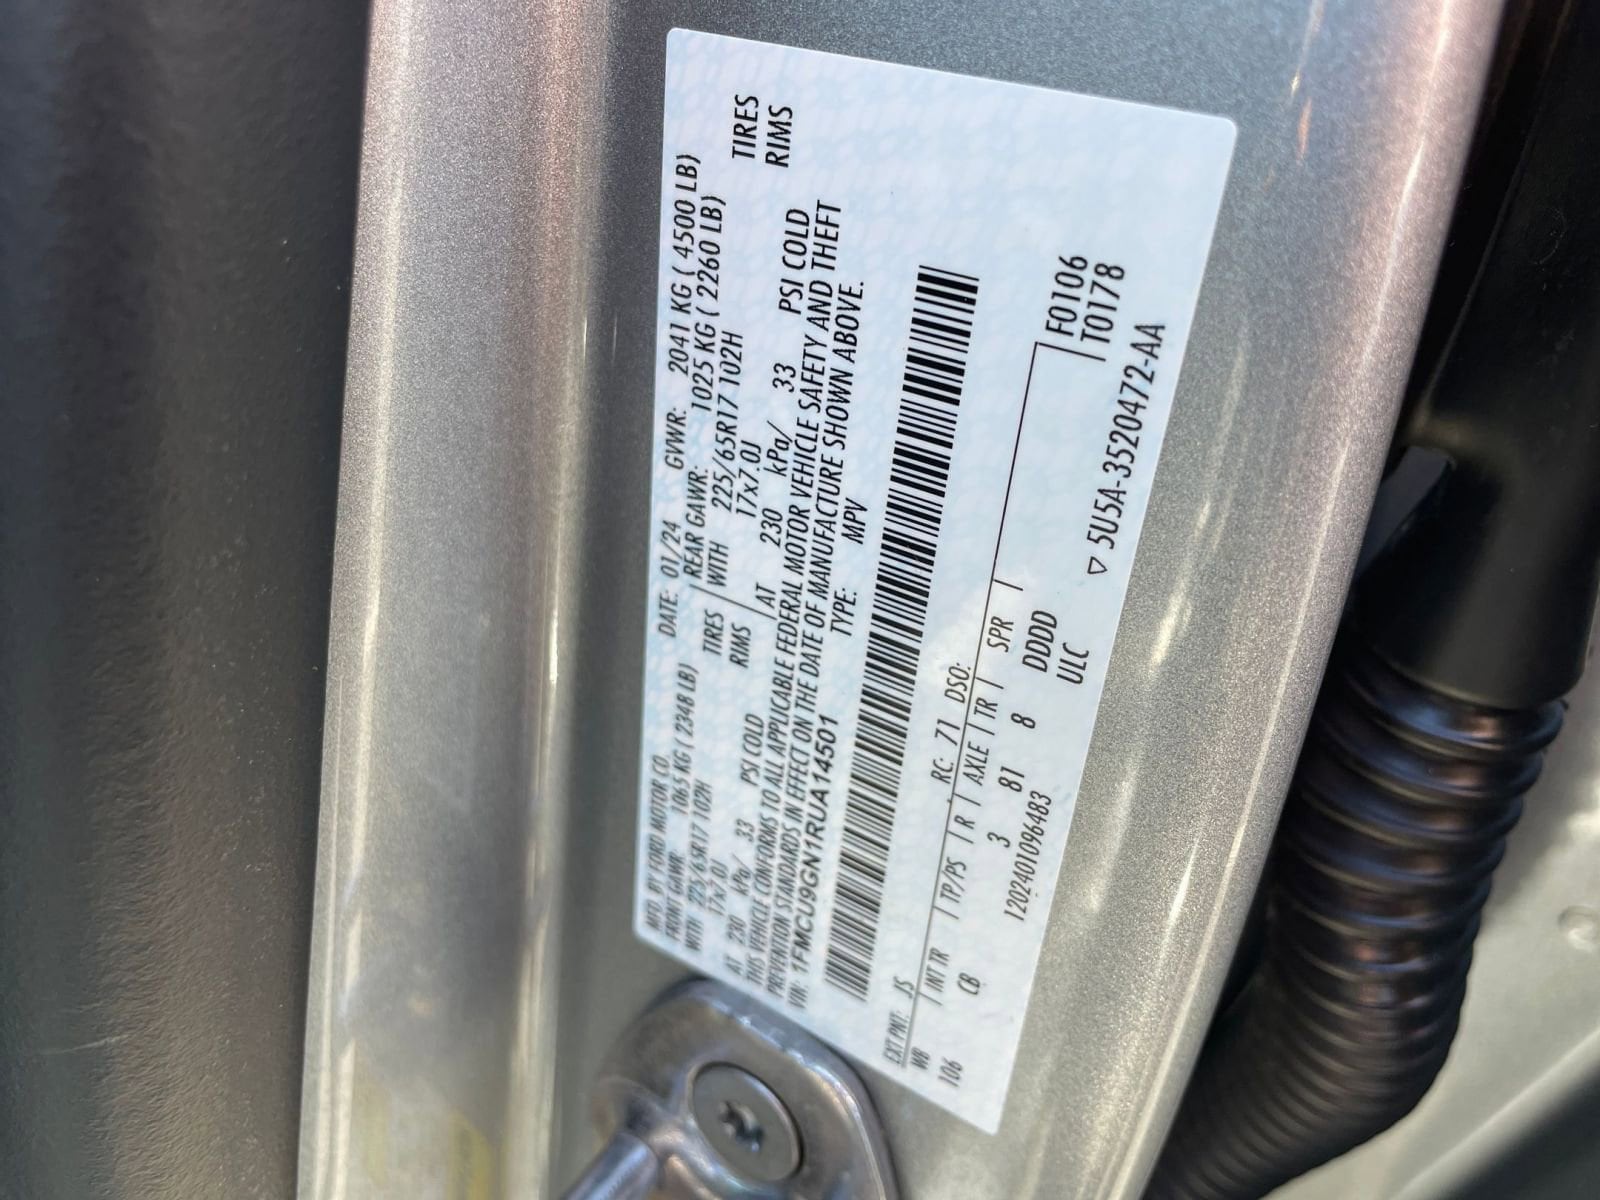 MFD BY FORD MOTOR CO.
DATE: 01/24 GVWR: 2041 KG ( 4500 LB)
FRONT GAWR: 1065 KG ( 2348 LB)
REAR GAWR: 1025 KG ( 2260 LB)
WITH 225/65R17 102H TIRES
WITH 225/65R17 102H TIRES
17x7.0J RIMS
17x7.0J RIMS
AT 230 kPa/ 33 PSI COLD
AT 230 kPa/ 33 PSI COLD
THIS VEHICLE CONFORMS TO ALL APPLICABLE FEDERAL MOTOR VEHICLE SAFETY AND THEFT
PREVENTION STANDARDS IN EFFECT ON THE DATE OF MANUFACTURE SHOWN ABOVE.
VIN: 1FMCU9GN1RUA14501 TYPE: MPV
EXT PNT: JS RC: 71 DSO:
WB INT TR TP/PS R AXLE TR SPR
106 CB 3 81 8 DDDD
F0106
T0178
1202401096483 ULC
▽ 5U5A-3520472-AA